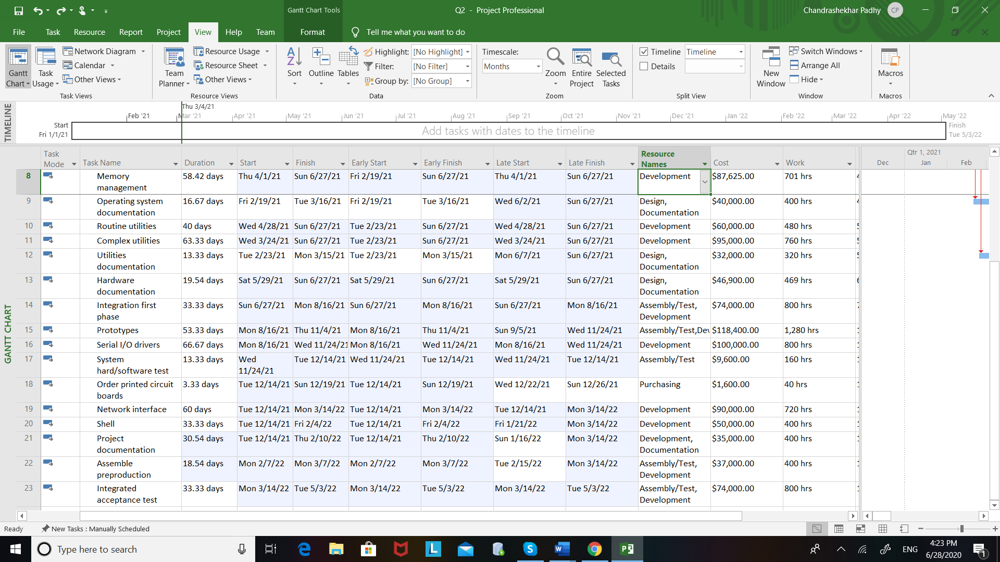 Gantt Chart Tools
Q2 - Project Professional
Chandrashekhar Padhy CP
File Task Resource Report Project View Help Team Format Tell me what you want to do
Gantt Chart
Task Usage
Network Diagram
Calendar
Other Views
Task Views
Team Planner
Resource Usage
Resource Sheet
Other Views
Resource Views
Sort
Outline
Tables
Highlight: [No Highlight]
Filter: [No Filter]
Group by: [No Group]
Data
Timescale:
Months
Zoom
Entire Project
Selected Tasks
Zoom
Timeline Timeline
Details
Split View
New Window
Switch Windows
Arrange All
Hide
Window
Macros
Macros
TIMELINE
Thu 3/4/21
Feb '21 Mar '21 Apr '21 May '21 Jun '21 Jul '21 Aug '21 Sep '21 Oct '21 Nov '21 Dec '21 Jan '22 Feb '22 Mar '22 Apr '22 May '22
Start
Fri 1/1/21
Add tasks with dates to the timeline
Finish
Tue 5/3/22
GANTT CHART
Task Mode Task Name Duration Start Finish Early Start Early Finish Late Start Late Finish Resource Names Cost Work
Qtr 1, 2021
Dec Jan Feb
8 Memory management 58.42 days Thu 4/1/21 Sun 6/27/21 Fri 2/19/21 Sun 6/27/21 Thu 4/1/21 Sun 6/27/21 Development $87,625.00 701 hrs
9 Operating system documentation 16.67 days Fri 2/19/21 Tue 3/16/21 Fri 2/19/21 Tue 3/16/21 Wed 6/2/21 Sun 6/27/21 Design, Documentation $40,000.00 400 hrs
10 Routine utilities 40 days Wed 4/28/21 Sun 6/27/21 Tue 2/23/21 Sun 6/27/21 Wed 4/28/21 Sun 6/27/21 Development $60,000.00 480 hrs
11 Complex utilities 63.33 days Wed 3/24/21 Sun 6/27/21 Tue 2/23/21 Sun 6/27/21 Wed 3/24/21 Sun 6/27/21 Development $95,000.00 760 hrs
12 Utilities documentation 13.33 days Tue 2/23/21 Mon 3/15/21 Tue 2/23/21 Mon 3/15/21 Mon 6/7/21 Sun 6/27/21 Design, Documentation $32,000.00 320 hrs
13 Hardware documentation 19.54 days Sat 5/29/21 Sun 6/27/21 Sat 5/29/21 Sun 6/27/21 Sat 5/29/21 Sun 6/27/21 Design, Documentation $46,900.00 469 hrs
14 Integration first phase 33.33 days Sun 6/27/21 Mon 8/16/21 Sun 6/27/21 Mon 8/16/21 Sun 6/27/21 Mon 8/16/21 Assembly/Test, Development $74,000.00 800 hrs
15 Prototypes 53.33 days Mon 8/16/21 Thu 11/4/21 Mon 8/16/21 Thu 11/4/21 Sun 9/5/21 Wed 11/24/21 Assembly/Test,Dev $118,400.00 1,280 hrs
16 Serial I/O drivers 66.67 days Mon 8/16/21 Wed 11/24/21 Mon 8/16/21 Wed 11/24/21 Mon 8/16/21 Wed 11/24/21 Development $100,000.00 800 hrs
17 System hard/software test 13.33 days Wed 11/24/21 Tue 12/14/21 Wed 11/24/21 Tue 12/14/21 Wed 11/24/21 Tue 12/14/21 Assembly/Test $9,600.00 160 hrs
18 Order printed circuit boards 3.33 days Tue 12/14/21 Sun 12/19/21 Tue 12/14/21 Sun 12/19/21 Wed 12/22/21 Sun 12/26/21 Purchasing $1,600.00 40 hrs
19 Network interface 60 days Tue 12/14/21 Mon 3/14/22 Tue 12/14/21 Mon 3/14/22 Tue 12/14/21 Mon 3/14/22 Development $90,000.00 720 hrs
20 Shell 33.33 days Tue 12/14/21 Fri 2/4/22 Tue 12/14/21 Fri 2/4/22 Fri 1/21/22 Mon 3/14/22 Development $50,000.00 400 hrs
21 Project documentation 30.54 days Tue 12/14/21 Thu 2/10/22 Tue 12/14/21 Thu 2/10/22 Sun 1/16/22 Mon 3/14/22 Development, Documentation $35,000.00 400 hrs
22 Assemble preproduction 18.54 days Mon 2/7/22 Mon 3/7/22 Mon 2/7/22 Mon 3/7/22 Tue 2/15/22 Mon 3/14/22 Assembly/Test, Development $37,000.00 400 hrs
23 Integrated acceptance test 33.33 days Mon 3/14/22 Tue 5/3/22 Mon 3/14/22 Tue 5/3/22 Mon 3/14/22 Tue 5/3/22 Assembly/Test, Development $74,000.00 800 hrs
Ready New Tasks : Manually Scheduled
Type here to search
ENG
4:23 PM
6/28/2020
1